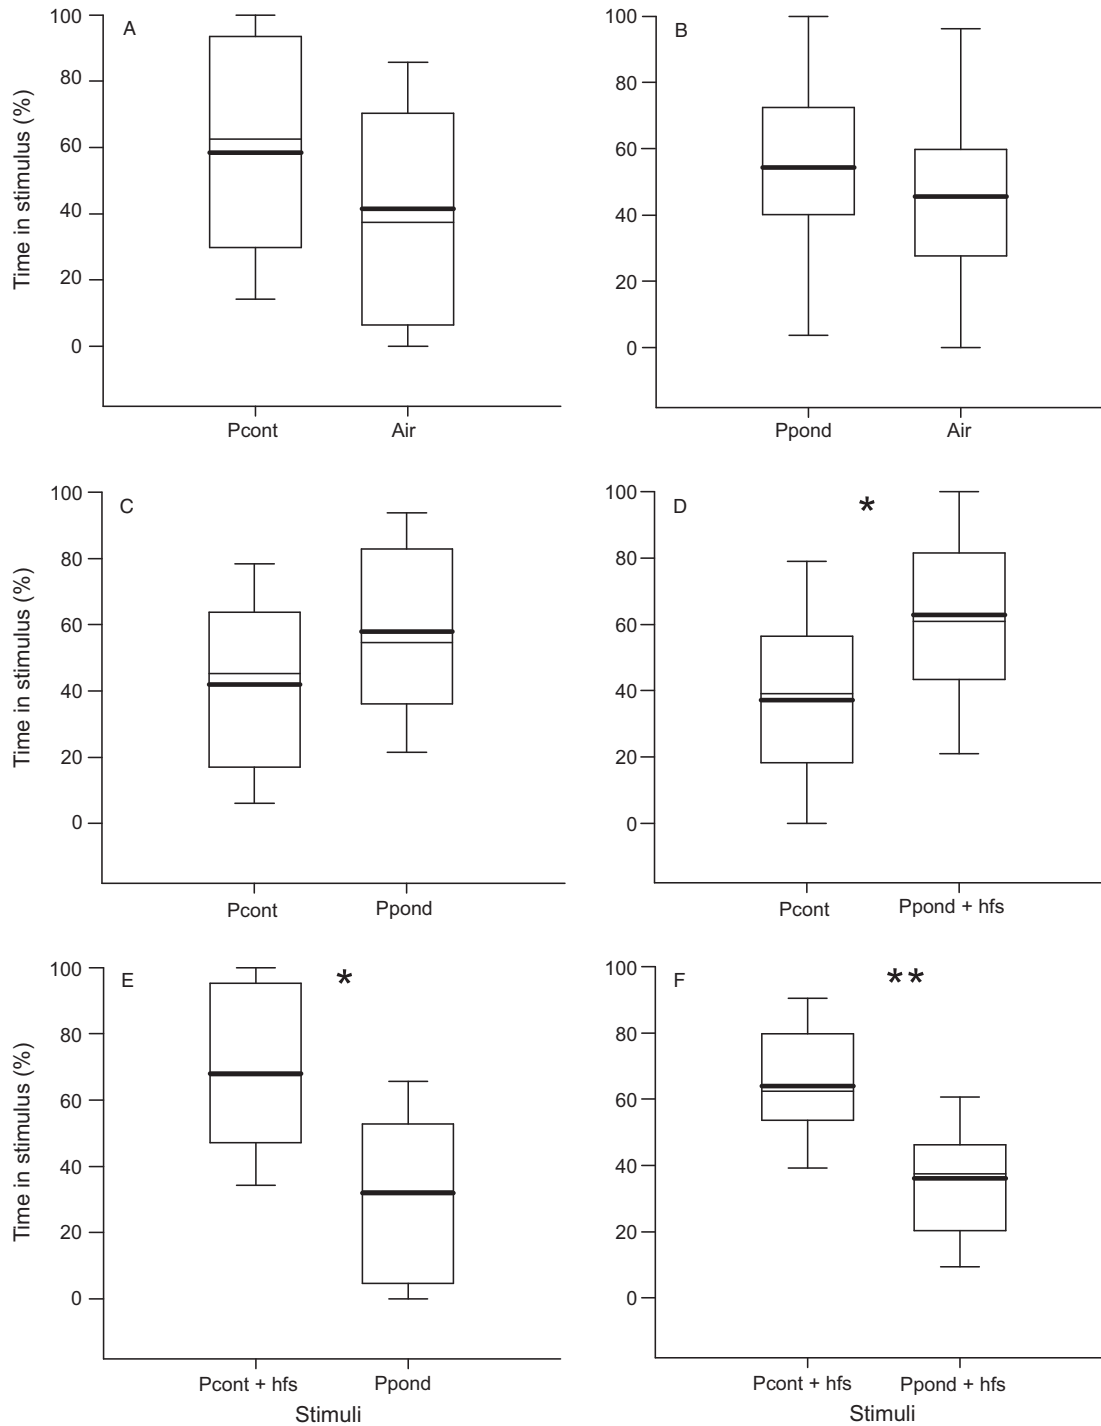 A
Time in stimulus (%)
100
80
60
40
20
0
Pcont Air
B
100
80
60
40
20
0
Ppond Air
C
Time in stimulus (%)
100
80
60
40
20
0
Pcont Ppond
D *
100
80
60
40
20
0
Pcont Ppond + hfs
E *
Time in stimulus (%)
100
80
60
40
20
0
Pcont + hfs Ppond
Stimuli
F **
100
80
60
40
20
0
Pcont + hfs Ppond + hfs
Stimuli